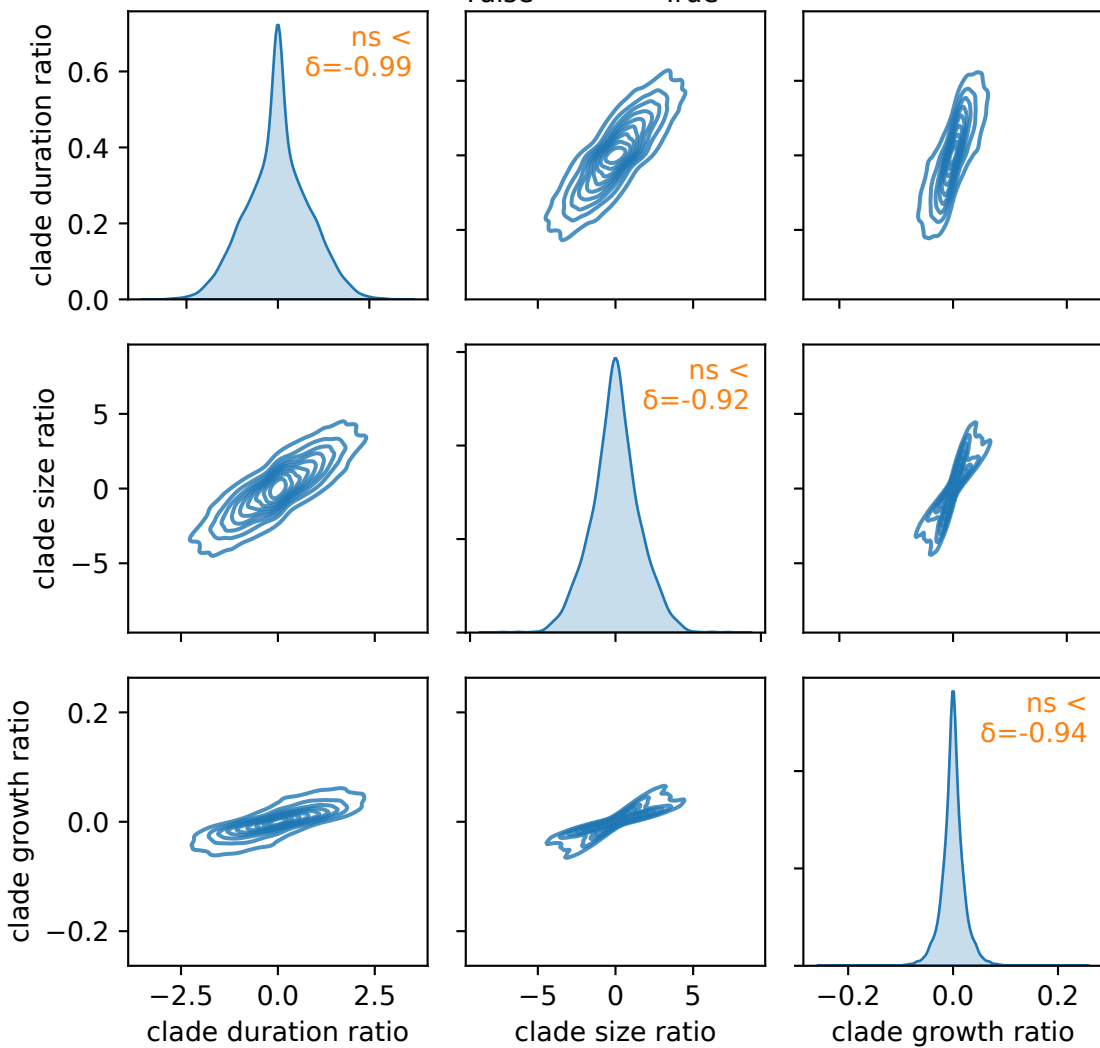 True
clade duration ratio
0.6
0.4
0.2
0.0
ns <
δ=-0.99
clade size ratio
5
0
−5
ns <
δ=-0.92
clade growth ratio
0.2
0.0
−0.2
ns <
δ=-0.94
−2.5 0.0 2.5
−5 0 5
−0.2 0.0 0.2
clade duration ratio
clade size ratio
clade growth ratio